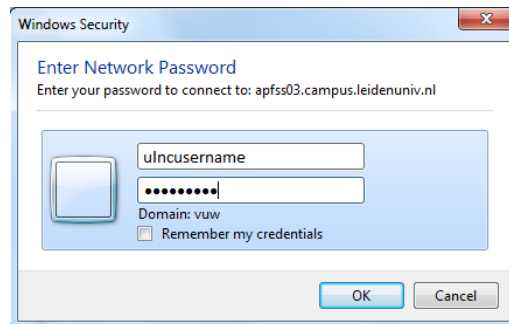 Windows Security
Enter Network Password
Enter your password to connect to: apfss03.campus.leidenuniv.nl
ulncusername
•••••••••
Domain: vuw
Remember my credentials
OK Cancel